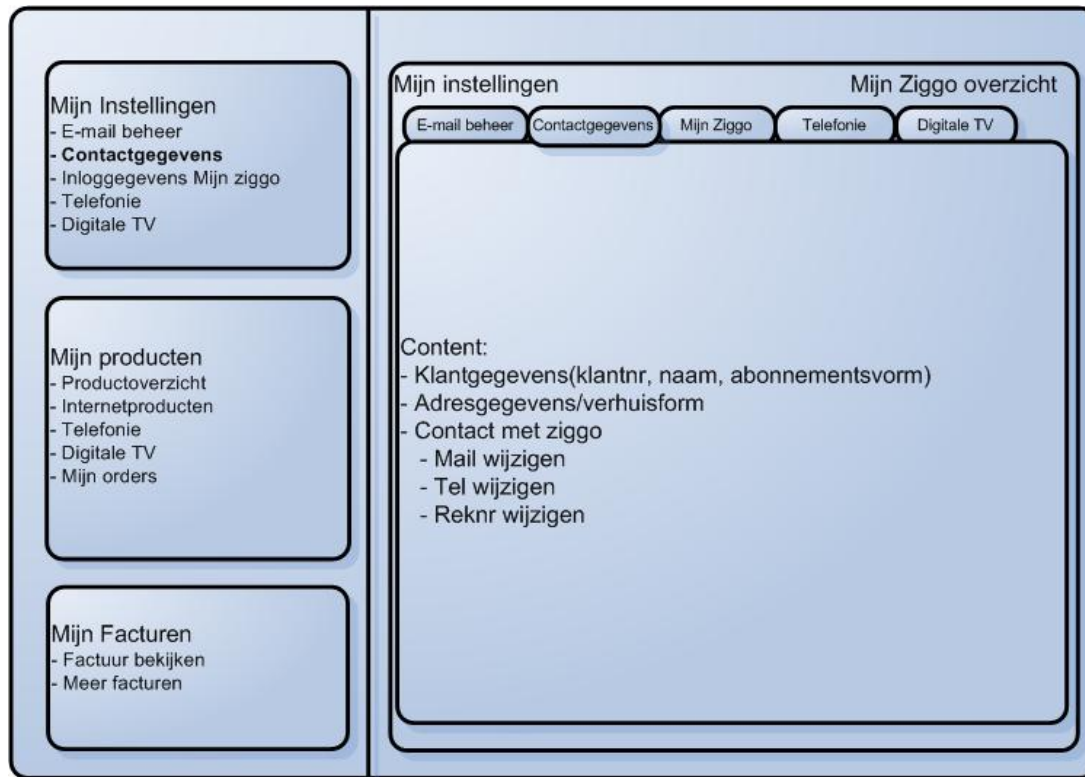 Mijn Instellingen
- E-mail beheer
- Contactgegevens
- Inloggegevens Mijn ziggo
- Telefonie
- Digitale TV
Mijn producten
- Productoverzicht
- Internetproducten
- Telefonie
- Digitale TV
- Mijn orders
Mijn Facturen
- Factuur bekijken
- Meer facturen
Mijn instellingen
Mijn Ziggo overzicht
E-mail beheer
Contactgegevens
Mijn Ziggo
Telefonie
Digitale TV
Content:
- Klantgegevens(klantnr, naam, abonnementsvorm)
- Adresgegevens/verhuisform
- Contact met ziggo
- Mail wijzigen
- Tel wijzigen
- Reknr wijzigen